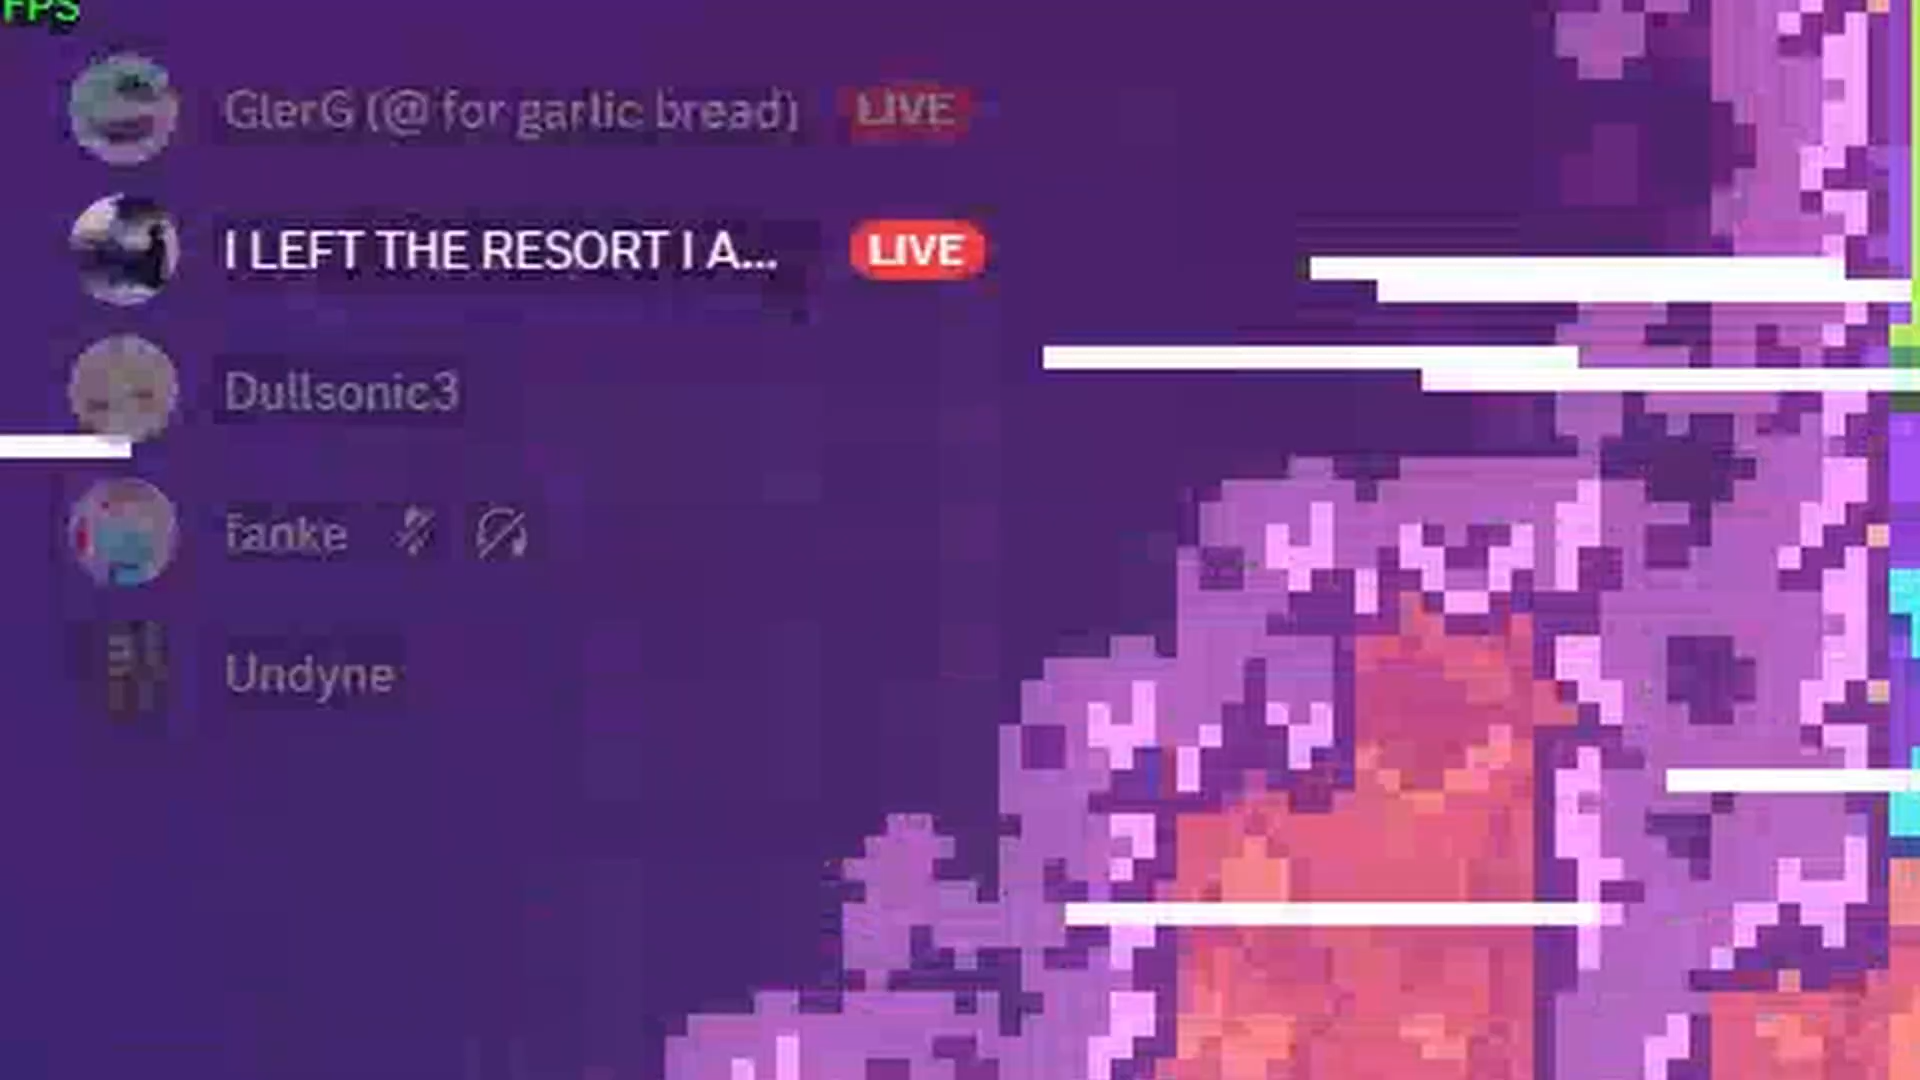 FPS
GlerG (@ for garlic bread) LIVE
I LEFT THE RESORT I A... LIVE
Dullsonic3
fanke
Undyne